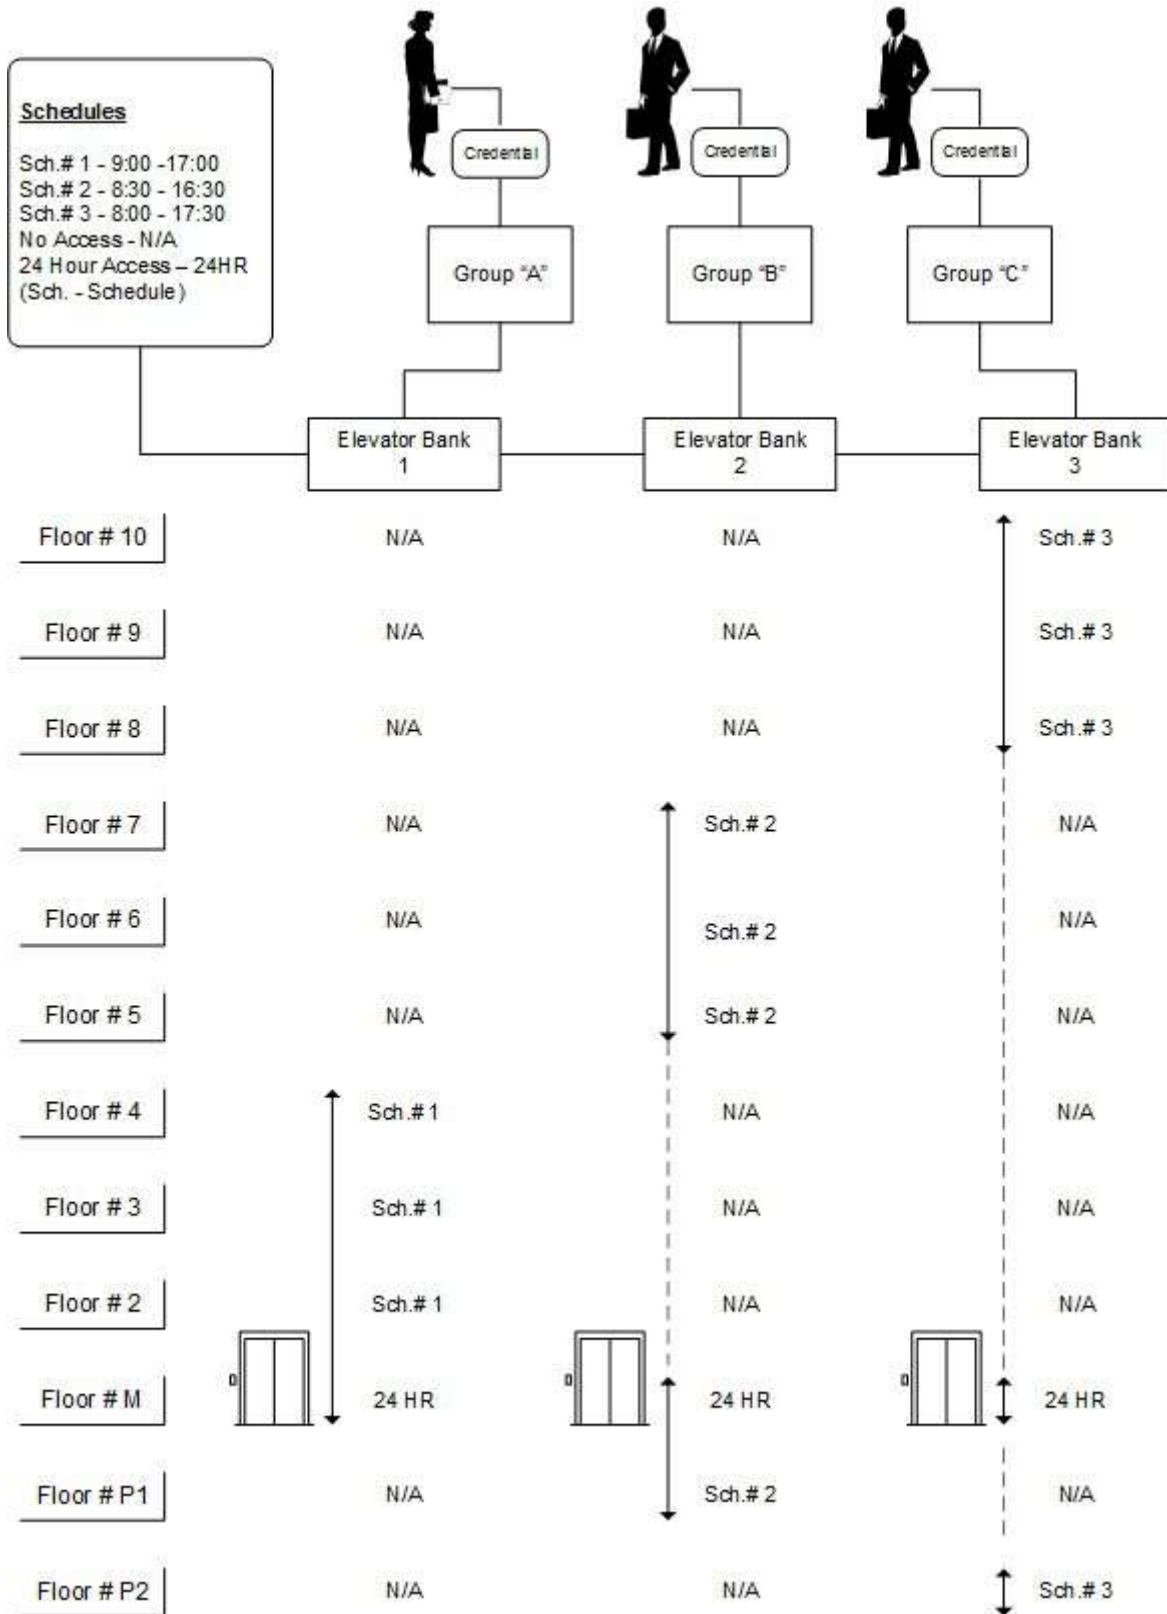 Schedules
Sch.# 1 - 9:00 -17:00
Sch.# 2 - 8:30 - 16:30
Sch.# 3 - 8:00 - 17:30
No Access - N/A
24 Hour Access – 24HR
(Sch. - Schedule)
Credential Credential Credential
Group “A” Group “B” Group “C”
Elevator Bank Elevator Bank Elevator Bank
1 2 3
Floor # 10 N/A N/A Sch.# 3
Floor # 9 N/A N/A Sch.# 3
Floor # 8 N/A N/A Sch.# 3
Floor # 7 N/A Sch.# 2 N/A
Floor # 6 N/A Sch.# 2 N/A
Floor # 5 N/A Sch.# 2 N/A
Floor # 4 Sch.# 1 N/A N/A
Floor # 3 Sch.# 1 N/A N/A
Floor # 2 Sch.# 1 N/A N/A
Floor # M 24 HR 24 HR 24 HR
Floor # P1 N/A Sch.# 2 N/A
Floor # P2 N/A N/A Sch.# 3